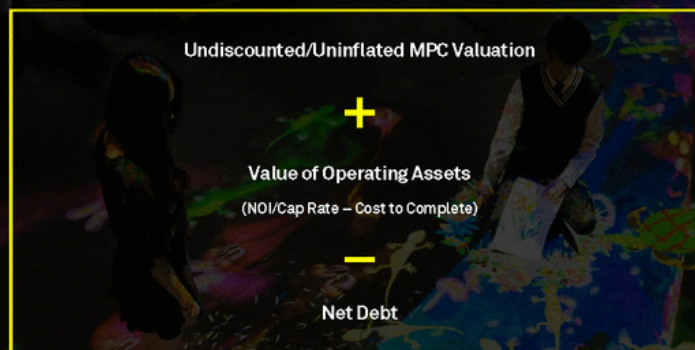 Undiscounted/Uninflated MPC Valuation
+
Value of Operating Assets
(NOI/Cap Rate – Cost to Complete)
–
Net Debt